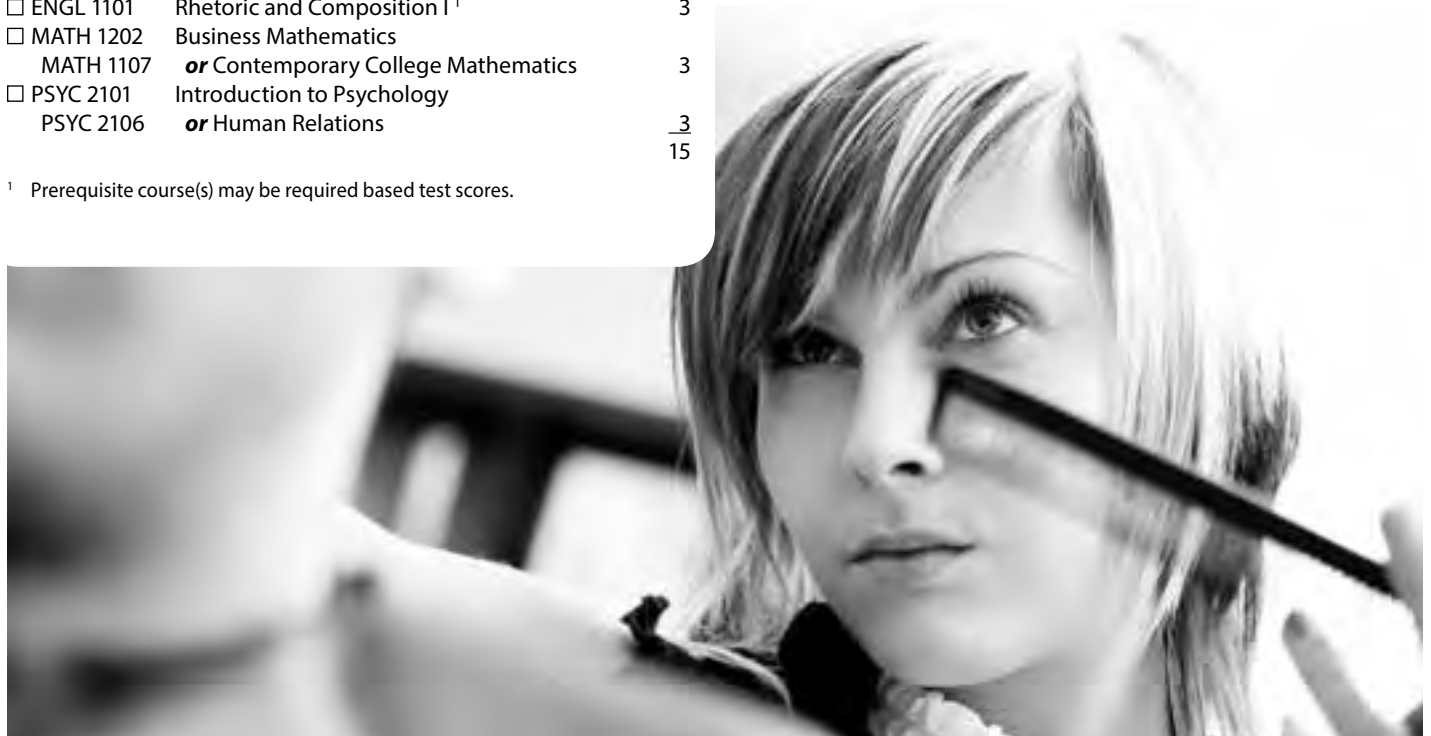 ☐ ENGL 1101 Rhetoric and Composition I ¹ 3
☐ MATH 1202 Business Mathematics
MATH 1107 or Contemporary College Mathematics 3
☐ PSYC 2101 Introduction to Psychology
PSYC 2106 or Human Relations 3
15
¹ Prerequisite course(s) may be required based test scores.